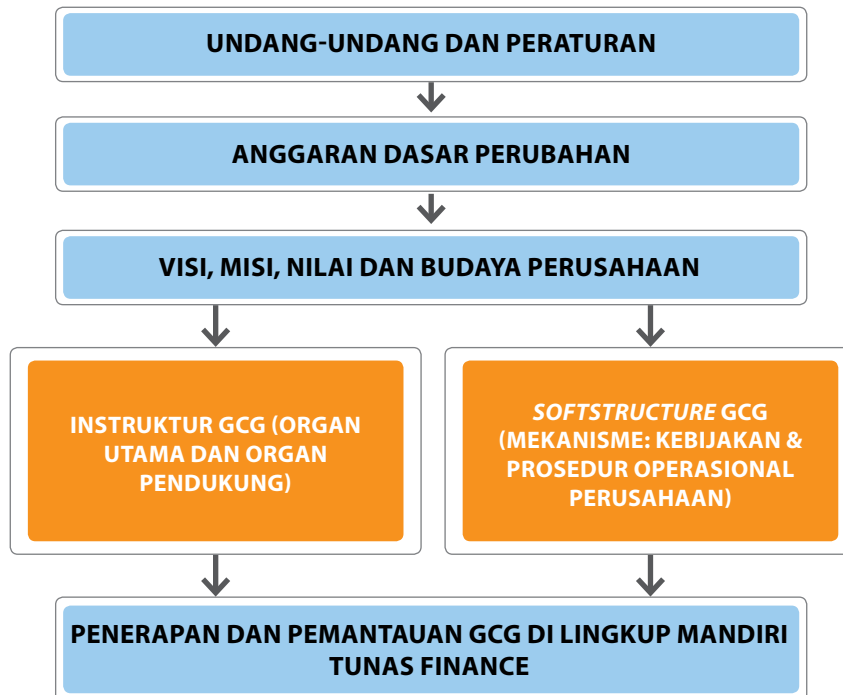 UNDANG-UNDANG DAN PERATURAN
ANGGARAN DASAR PERUBAHAN
VISI, MISI, NILAI DAN BUDAYA PERUSAHAAN
INSTRUKTUR GCG (ORGAN
UTAMA DAN ORGAN
PENDUKUNG)
SOFTSTRUCTURE GCG
(MEKANISME: KEBIJAKAN &
PROSEDUR OPERASIONAL
PERUSAHAAN)
PENERAPAN DAN PEMANTAUAN GCG DI LINGKUP MANDIRI
TUNAS FINANCE